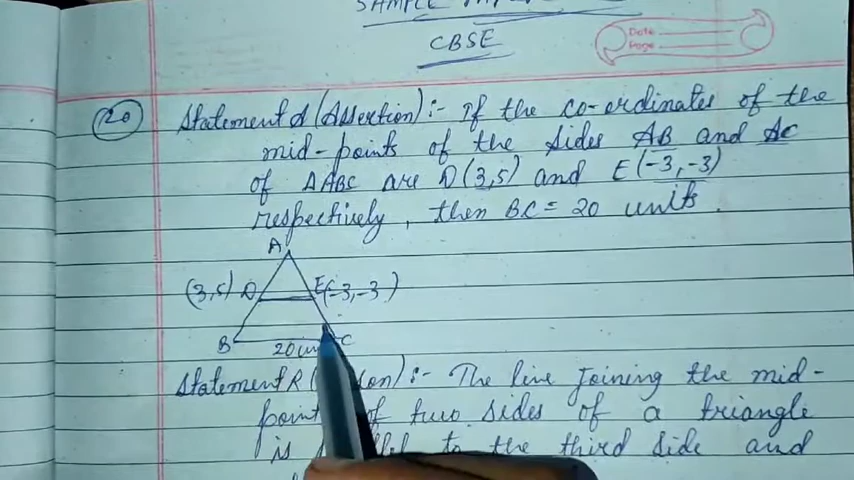 CBSE
Date
Page
20 Statement A (Assertion) :- If the co-ordinates of the
mid-points of the sides AB and AC
of ΔABC are D(3,5) and E(-3,-3)
respectively, then BC = 20 units.
A
(3,5) D E(-3,-3)
B 20 C
Statement R ( :- The line joining the mid-
point of two sides of a triangle
is to the third side and